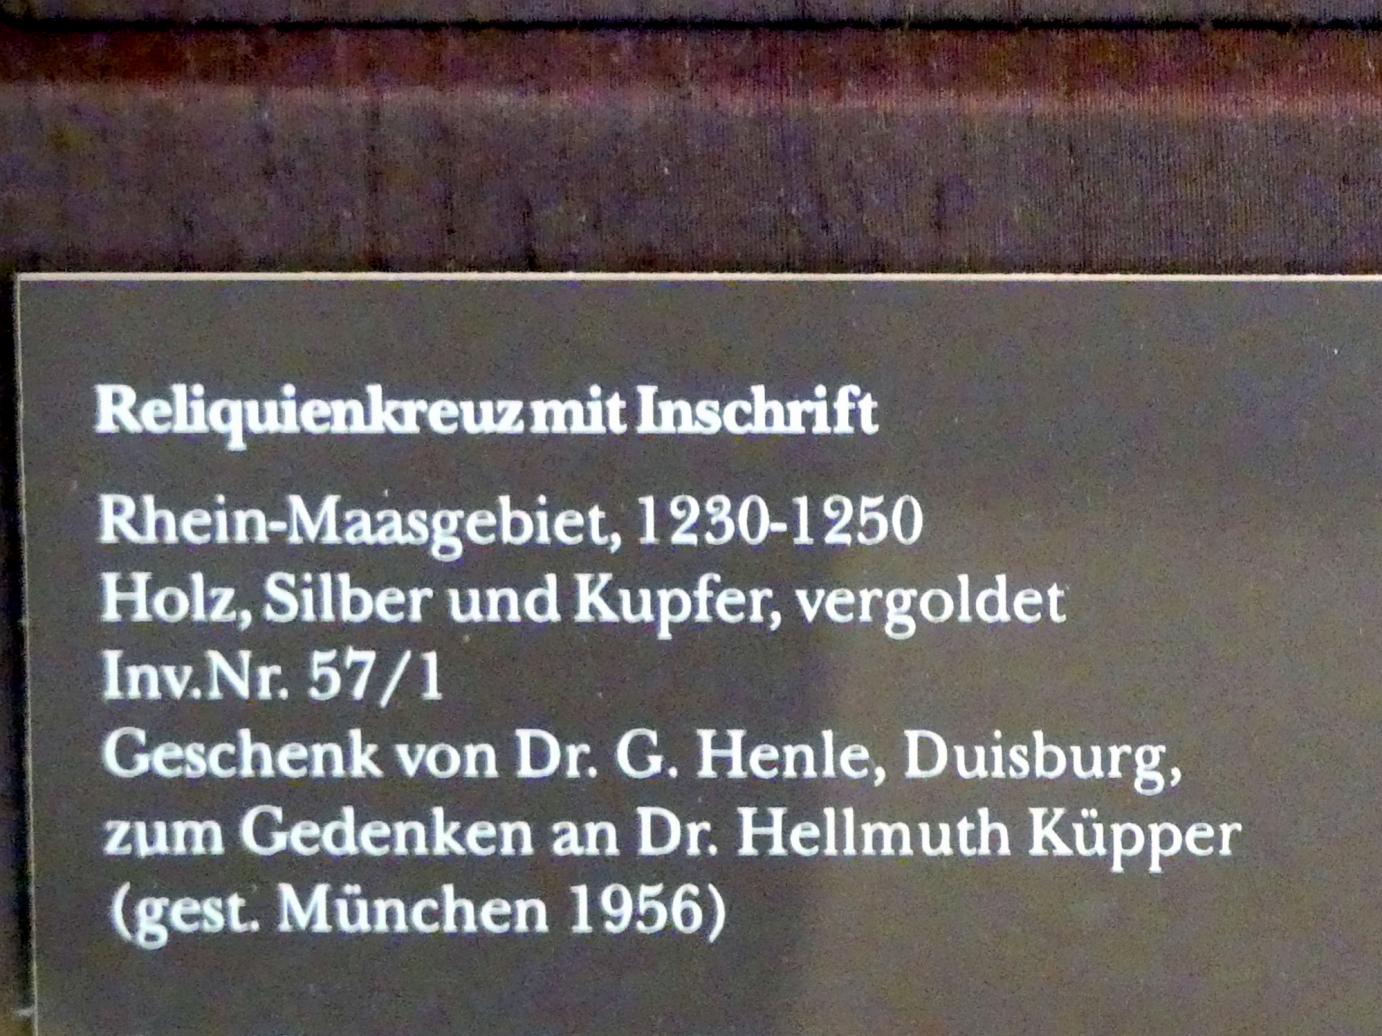 Reliquienkreuz mit Inschrift
Rhein-Maasgebiet, 1230-1250
Holz, Silber und Kupfer, vergoldet
Inv.Nr. 57/1
Geschenk von Dr. G. Henle, Duisburg,
zum Gedenken an Dr. Hellmuth Küpper
(gest. München 1956)